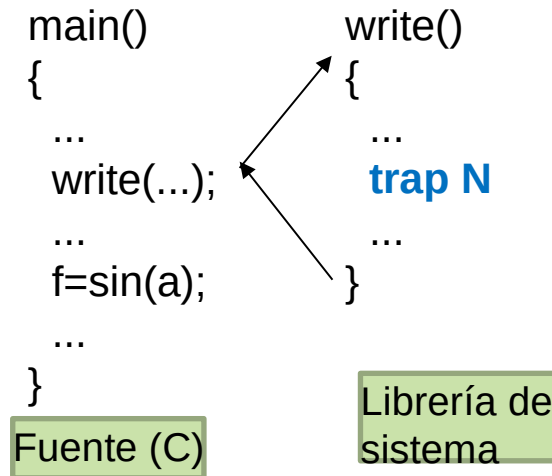 main()
{
...
write(...);
...
f=sin(a);
...
}
Fuente (C)
write()
{
...
trap N
...
}
Librería de
sistema